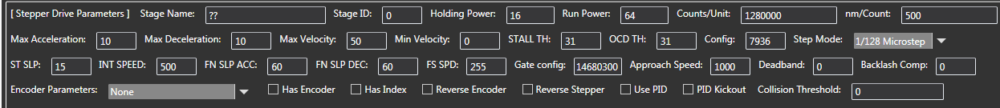 [ Stepper Drive Parameters ] Stage Name: ?? Stage ID: 0 Holding Power: 16 Run Power: 64 Counts/Unit: 1280000 nm/Count: 500
Max Acceleration: 10 Max Deceleration: 10 Max Velocity: 50 Min Velocity: 0 STALL TH: 31 OCD TH: 31 Config: 7936 Step Mode: 1/128 Microstep
ST SLP: 15 INT SPEED: 500 FN SLP ACC: 60 FN SLP DEC: 60 FS SPD: 255 Gate config: 14680300 Approach Speed: 1000 Deadband: 0 Backlash Comp: 0
Encoder Parameters: None Has Encoder Has Index Reverse Encoder Reverse Stepper Use PID PID Kickout Collision Threshold: 0